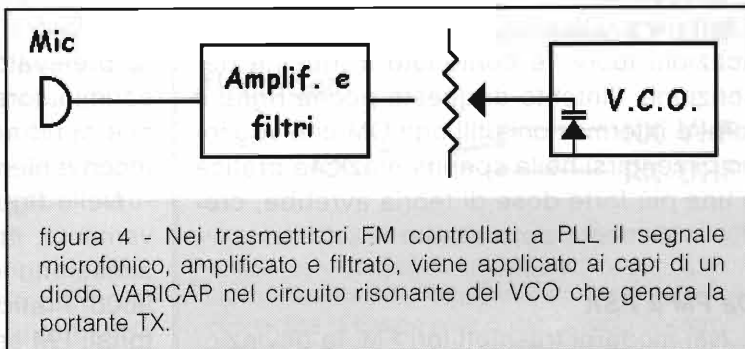 Mic
Amplif. e
filtri
V.C.O.
figura 4 - Nei trasmettitori FM controllati a PLL il segnale
microfonico, amplificato e filtrato, viene applicato ai capi di un
diodo VARICAP nel circuito risonante del VCO che genera la
portante TX.